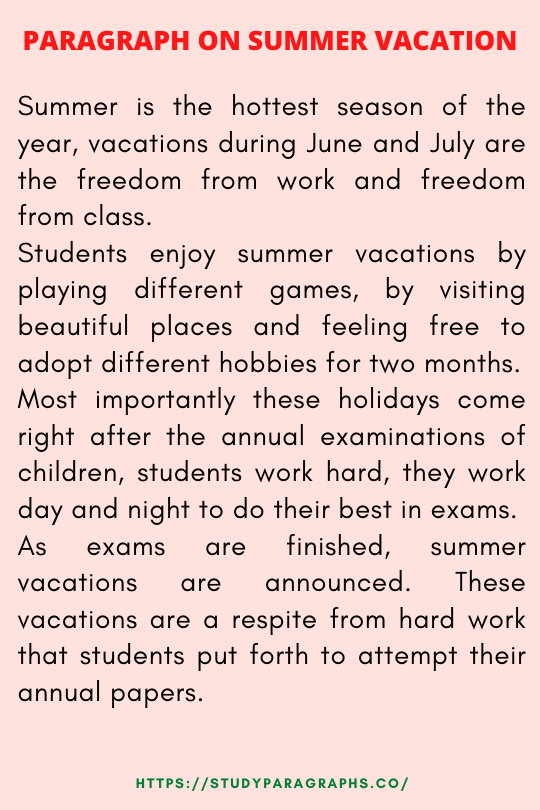 PARAGRAPH ON SUMMER VACATION
Summer is the hottest season of the
year, vacations during June and July are
the freedom from work and freedom
from class.
Students enjoy summer vacations by
playing different games, by visiting
beautiful places and feeling free to
adopt different hobbies for two months.
Most importantly these holidays come
right after the annual examinations of
children, students work hard, they work
day and night to do their best in exams.
As exams are finished, summer
vacations are announced. These
vacations are a respite from hard work
that students put forth to attempt their
annual papers.
HTTPS://STUDYPARAGRAPHS.CO/